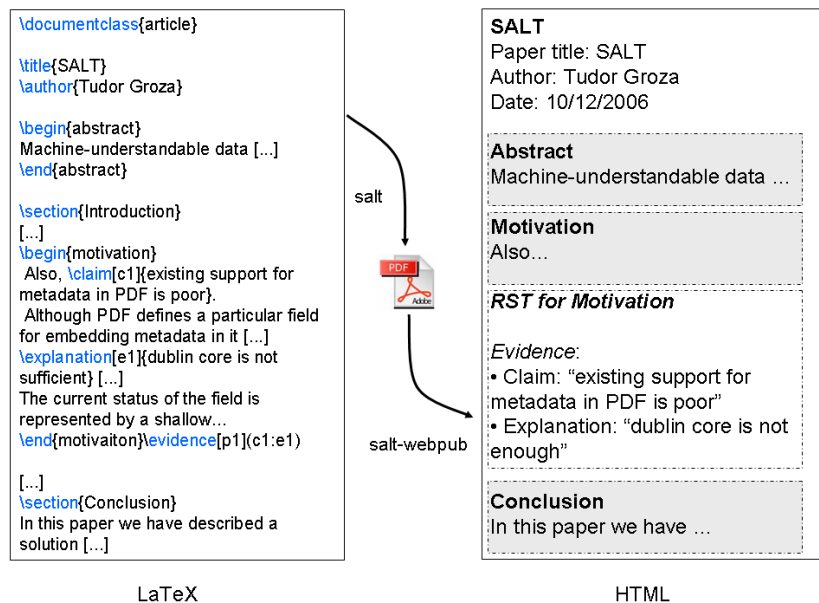 \documentclass{article}
\title{SALT}
\author{Tudor Groza}
\begin{abstract}
Machine-understandable data [...]
\end{abstract}
\section{Introduction}
[...]
\begin{motivation}
Also, \claim[c1]{existing support for
metadata in PDF is poor}.
Although PDF defines a particular field
for embedding metadata in it [...]
\explanation[e1]{dublin core is not
sufficient} [...]
The current status of the field is
represented by a shallow...
\end{motivaiton}\evidence[p1](c1:e1)
[...]
\section{Conclusion}
In this paper we have described a
solution [...]
LaTeX
salt
PDF
Adobe
salt-webpub
SALT
Paper title: SALT
Author: Tudor Groza
Date: 10/12/2006
Abstract
Machine-understandable data ...
Motivation
Also...
RST for Motivation
Evidence:
• Claim: “existing support for
metadata in PDF is poor”
• Explanation: “dublin core is not
enough”
Conclusion
In this paper we have ...
HTML